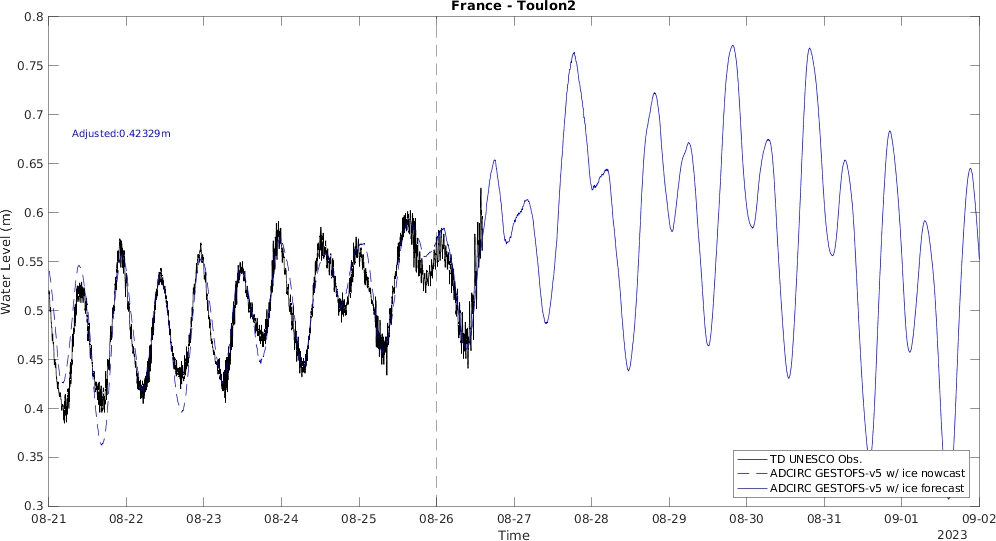 France - Toulon2
0.8
0.75
0.7
0.65
0.6
0.55
0.5
0.45
0.4
0.35
0.3
Water Level (m)
Adjusted:0.42329m
TD UNESCO Obs.
ADCIRC GESTOFS-v5 w/ ice nowcast
ADCIRC GESTOFS-v5 w/ ice forecast
08-21 08-22 08-23 08-24 08-25 08-26 08-27 08-28 08-29 08-30 08-31 09-01 09-02
Time
2023